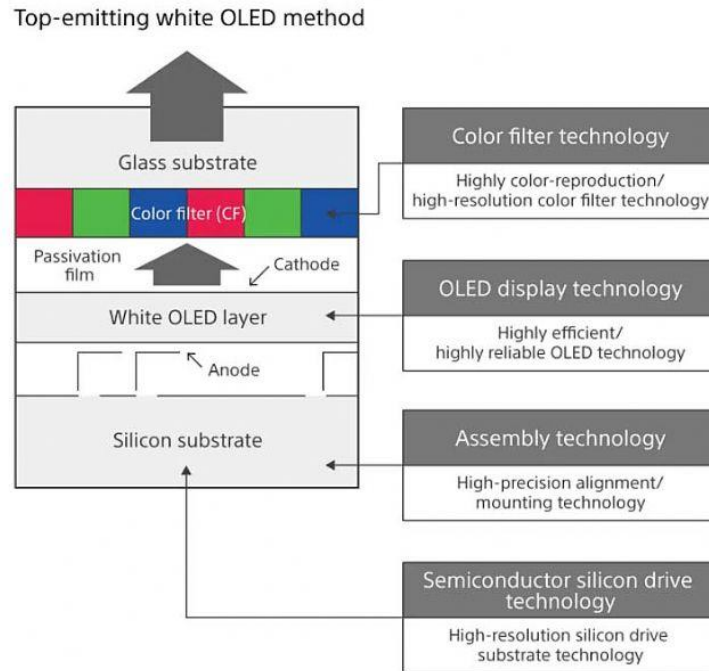 Top-emitting white OLED method
Glass substrate
Color filter (CF)
Passivation
film
Cathode
White OLED layer
Anode
Silicon substrate
Color filter technology
Highly color-reproduction/
high-resolution color filter technology
OLED display technology
Highly efficient/
highly reliable OLED technology
Assembly technology
High-precision alignment/
mounting technology
Semiconductor silicon drive
technology
High-resolution silicon drive
substrate technology